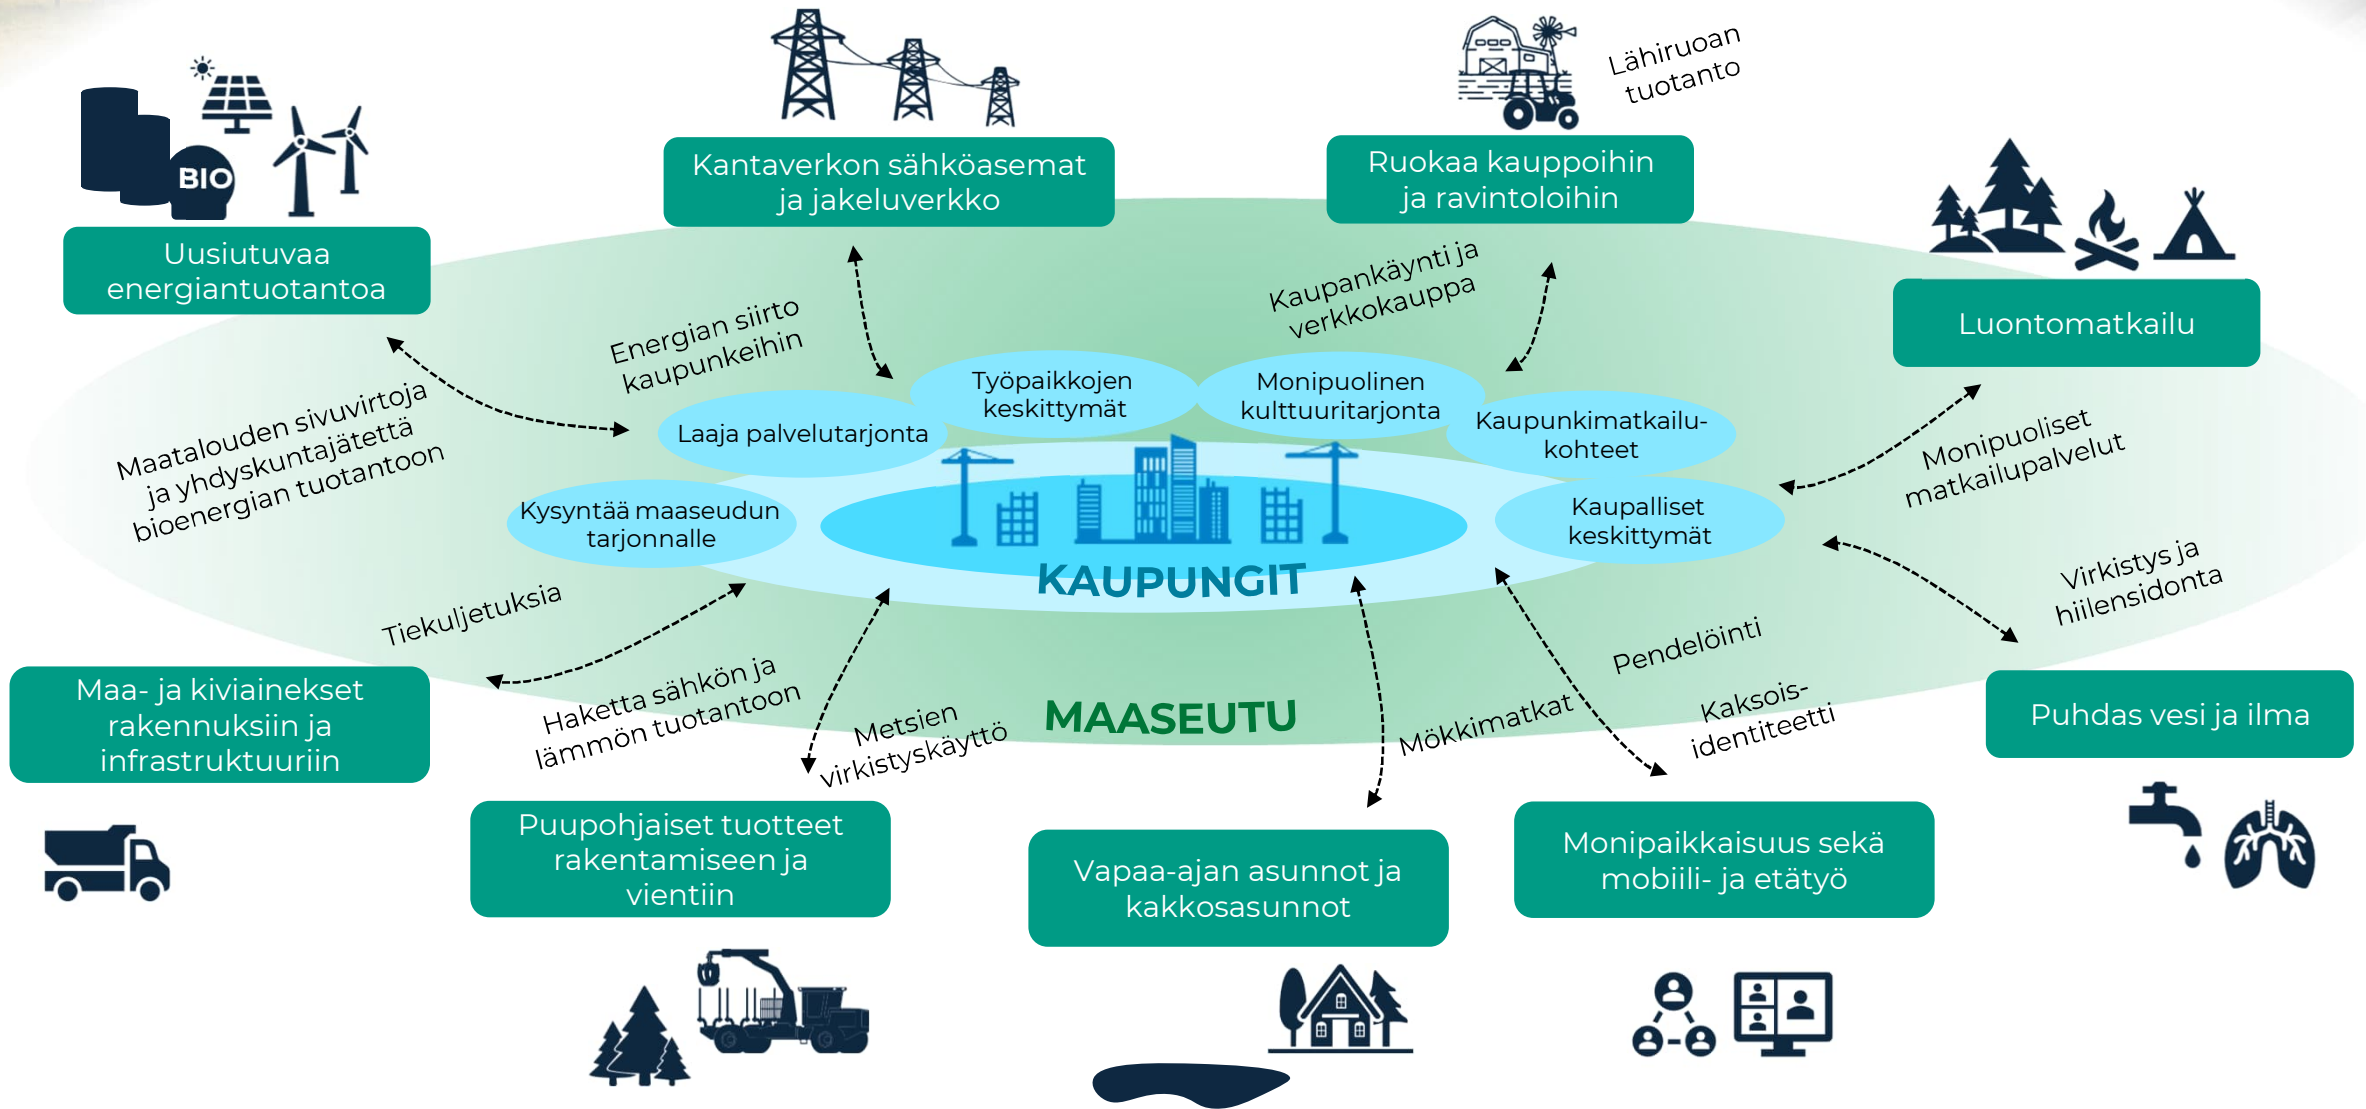 Lähiruoan
tuotanto
BIO
Kantaverkon sähköasemat
ja jakeluverkko
Ruokaa kauppoihin
ja ravintoloihin
Uusiutuvaa
energiantuotantoa
Luontomatkailu
Energian siirto
kaupunkeihin
Kaupankäynti ja
verkkokauppa
Maatalouden sivuvirtoja
ja yhdyskuntajätettä
bioenergian tuotantoon
Monipuoliset
matkailupalvelut
Työpaikkojen
keskittymät
Monipuolinen
kulttuuritarjonta
Laaja palvelutarjonta
Kaupunkimatkailu-
kohteet
Kysyntää maaseudun
tarjonnalle
Kaupalliset
keskittymät
KAUPUNGIT
Virkistys ja
hiilensidonta
Tiekuljetuksia
Pendelöinti
Haketta sähkön ja
lämmön tuotantoon
Metsien
virkistyskäyttö
MAASEUTU
Mökkimatkat
Kaksois-
identiteetti
Maa- ja kiviainekset
rakennuksiin ja
infrastruktuuriin
Puhdas vesi ja ilma
Puupohjaiset tuotteet
rakentamiseen ja
vientiin
Vapaa-ajan asunnot ja
kakkosasunnot
Monipaikkaisuus sekä
mobiili- ja etätyö